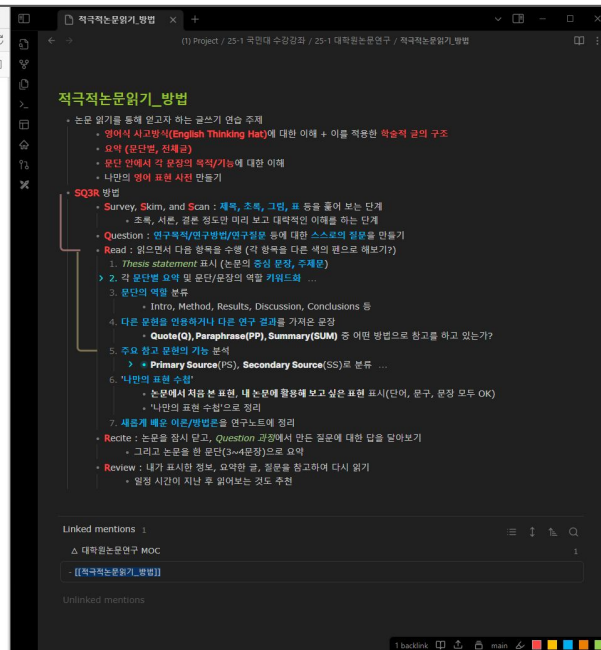 적극적논문읽기_방법
(1) Project / 25-1 국민대 수강강좌 / 25-1 대학원논문연구 / 적극적논문읽기_방법
적극적논문읽기_방법
논문 읽기를 통해 얻고자 하는 글쓰기 연습 주제
영어식 사고방식(English Thinking Hat)에 대한 이해 + 이를 적용한 학술적 글의 구조
요약 (문단별, 전체글)
문단 안에서 각 문장의 목적/기능에 대한 이해
나만의 영어 표현 사전 만들기
SQ3R 방법
Survey, Skim, and Scan : 제목, 초록, 그림, 표 등을 훑어 보는 단계
초록, 서론, 결론 정도만 미리 보고 대략적인 이해를 하는 단계
Question : 연구목적/연구방법/연구질문 등에 대한 스스로의 질문을 만들기
Read : 읽으면서 다음 항목을 수행 (각 항목을 다른 색의 펜으로 해보기?)
1. Thesis statement 표시 (논문의 중심 문장, 주제문)
2. 각 문단별 요약 및 문단/문장의 역할 키워드화 ...
3. 문단의 역할 분류
Intro, Method, Results, Discussion, Conclusions 등
4. 다른 문헌을 인용하거나 다른 연구 결과를 가져온 문장
Quote(Q), Paraphrase(PP), Summary(SUM) 중 어떤 방법으로 참고를 하고 있는가?
5. 주요 참고 문헌의 기능 분석
Primary Source(PS), Secondary Source(SS)로 분류 ...
6. '나만의 표현 수첩'
논문에서 처음 본 표현, 내 논문에 활용해 보고 싶은 표현 표시(단어, 문구, 문장 모두 OK)
'나만의 표현 수첩'으로 정리
7. 새롭게 배운 이론/방법론을 연구노트에 정리
Recite : 논문을 잠시 닫고, Question 과정에서 만든 질문에 대한 답을 달아보기
그리고 논문을 한 문단(3~4문장)으로 요약
Review : 내가 표시한 정보, 요약한 글, 질문을 참고하여 다시 읽기
일정 시간이 지난 후 읽어보는 것도 추천
Linked mentions 1
대학원논문연구 MOC 1
- [[적극적논문읽기_방법]]
Unlinked mentions
1 backlink main